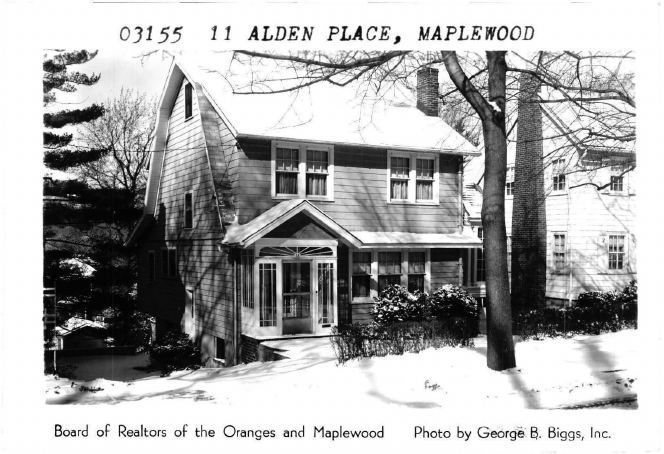 03155 11 ALDEN PLACE, MAPLEWOOD
Board of Realtors of the Oranges and Maplewood Photo by George B. Biggs, Inc.